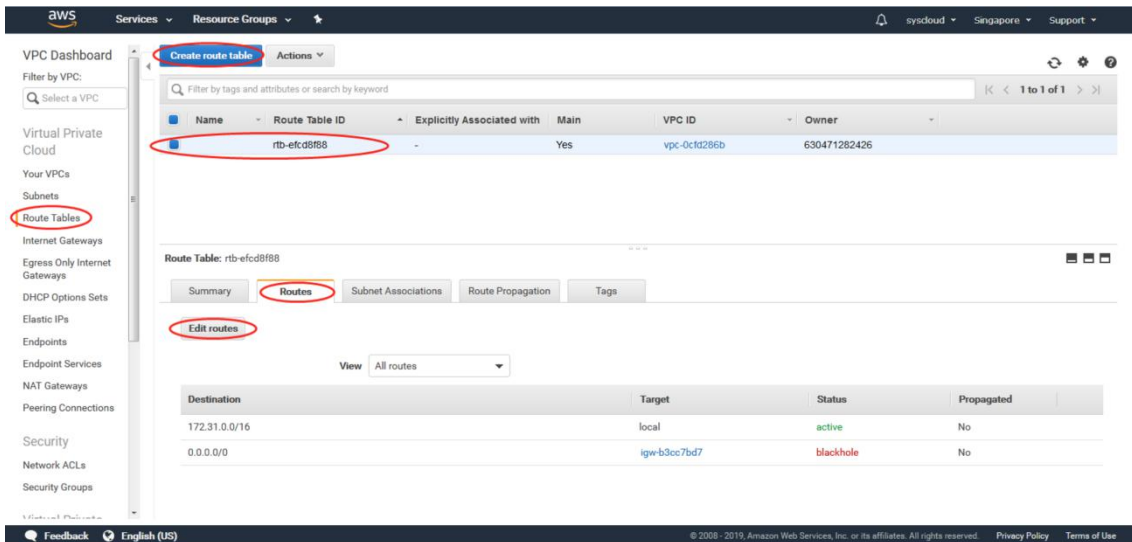 aws Services Resource Groups sysdoud Singapore Support
VPC Dashboard
Filter by VPC:
Select a VPC
Virtual Private
Cloud
Your VPCs
Subnets
Route Tables
Internet Gateways
Egress Only Internet
Gateways
DHCP Options Sets
Elastic IPs
Endpoints
Endpoint Services
NAT Gateways
Peering Connections
Security
Network ACLs
Security Groups
Virtual Private
Create route table Actions
Filter by tags and attributes or search by keyword
1 to 1 of 1
Name Route Table ID Explicitly Associated with Main VPC ID Owner
rtb-efcd8f88 - Yes vpc-0cfd286b 630471282426
Route Table: rtb-efcd8f88
Summary Routes Subnet Associations Route Propagation Tags
Edit routes
View All routes
Destination Target Status Propagated
172.31.0.0/16 local active No
0.0.0.0/0 igw-b3cc7bd7 blackhole No
Feedback English (US) © 2008 - 2019, Amazon Web Services, Inc. or its affiliates. All rights reserved. Privacy Policy Terms of Use